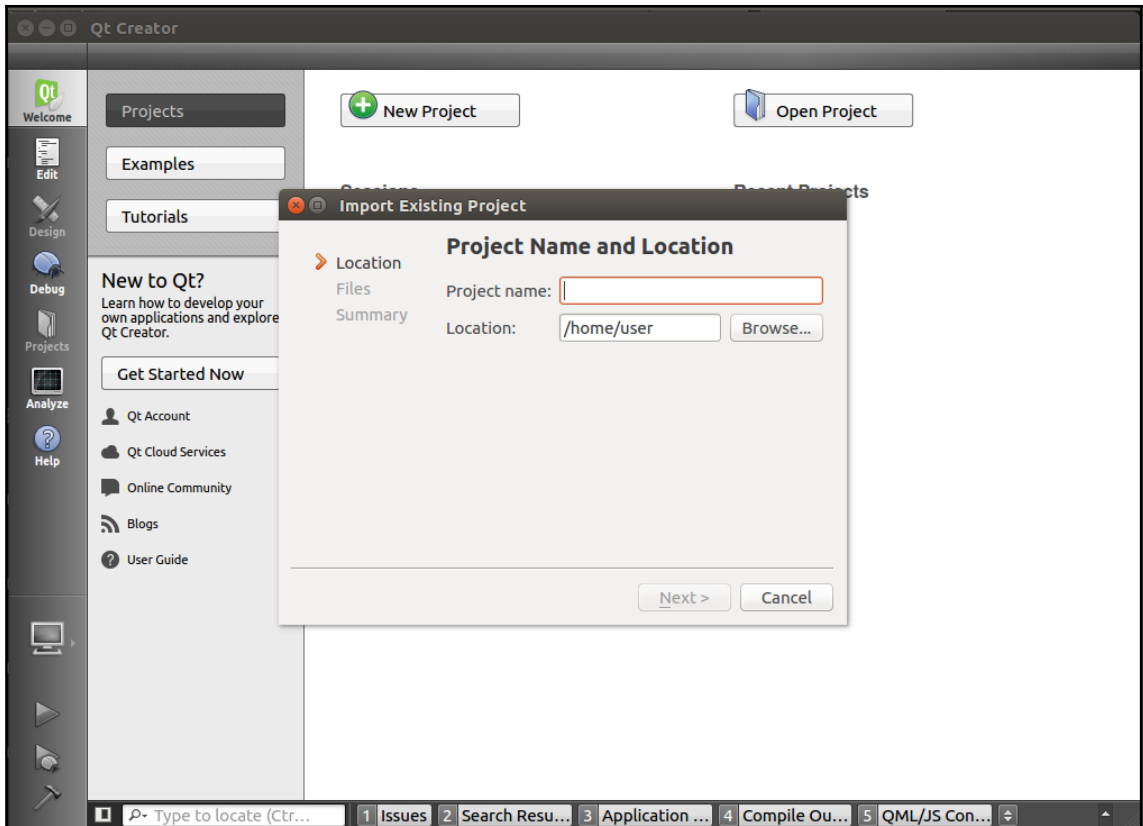 Qt Creator
Qt
Welcome
Edit
Design
Debug
Projects
Analyze
Help
Projects
Examples
Tutorials
New to Qt?
Learn how to develop your
own applications and explore
Qt Creator.
Get Started Now
Qt Account
Qt Cloud Services
Online Community
Blogs
User Guide
New Project
Open Project
Sessions
Recent Projects
Import Existing Project
Location
Files
Summary
Project Name and Location
Project name:
Location: /home/user Browse...
Next > Cancel
Type to locate (Ctr...
1 Issues 2 Search Resu... 3 Application ... 4 Compile Ou... 5 QML/JS Con...